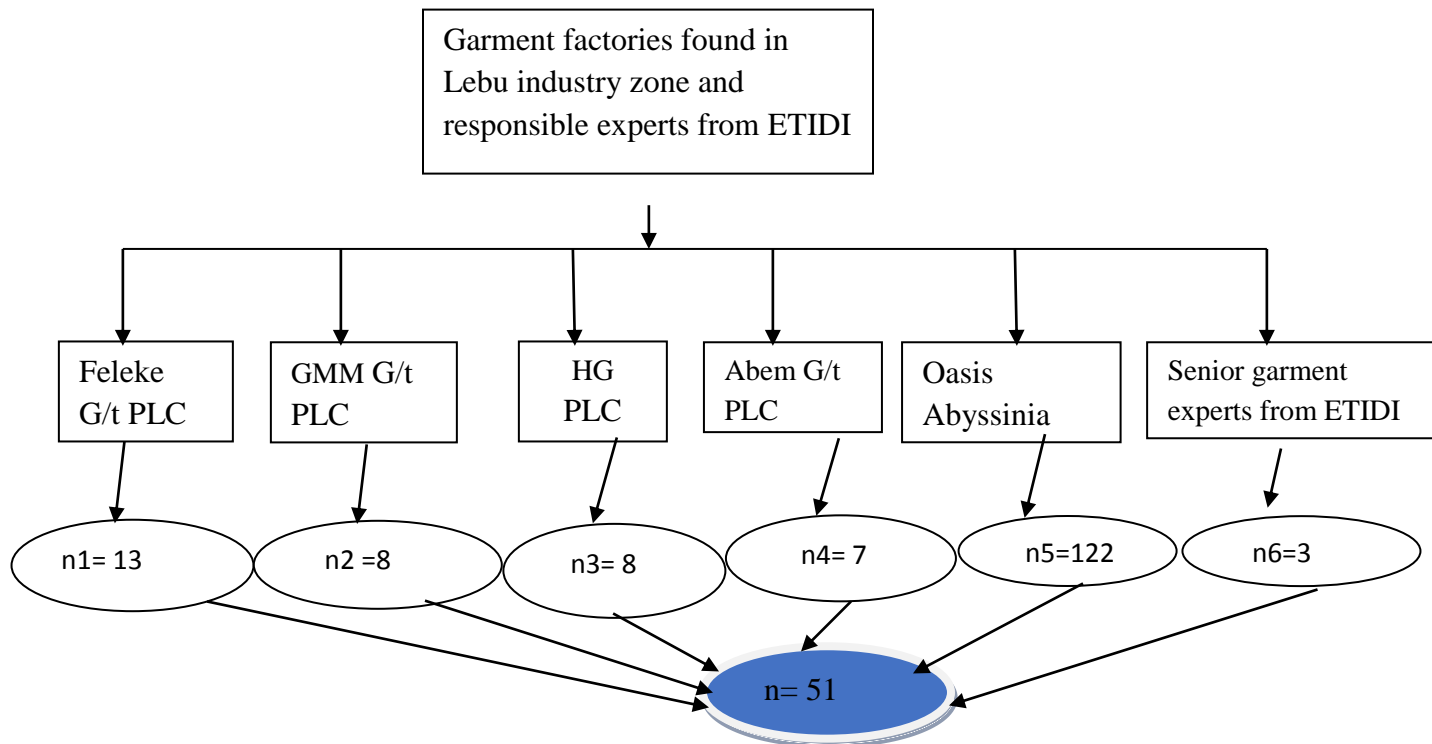 Garment factories found in
Lebu industry zone and
responsible experts from ETIDI
Feleke
G/t PLC
GMM G/t
PLC
HG
PLC
Abem G/t
PLC
Oasis
Abyssinia
Senior garment
experts from ETIDI
n1= 13
n2 =8
n3= 8
n4= 7
n5=122
n6=3
n= 51